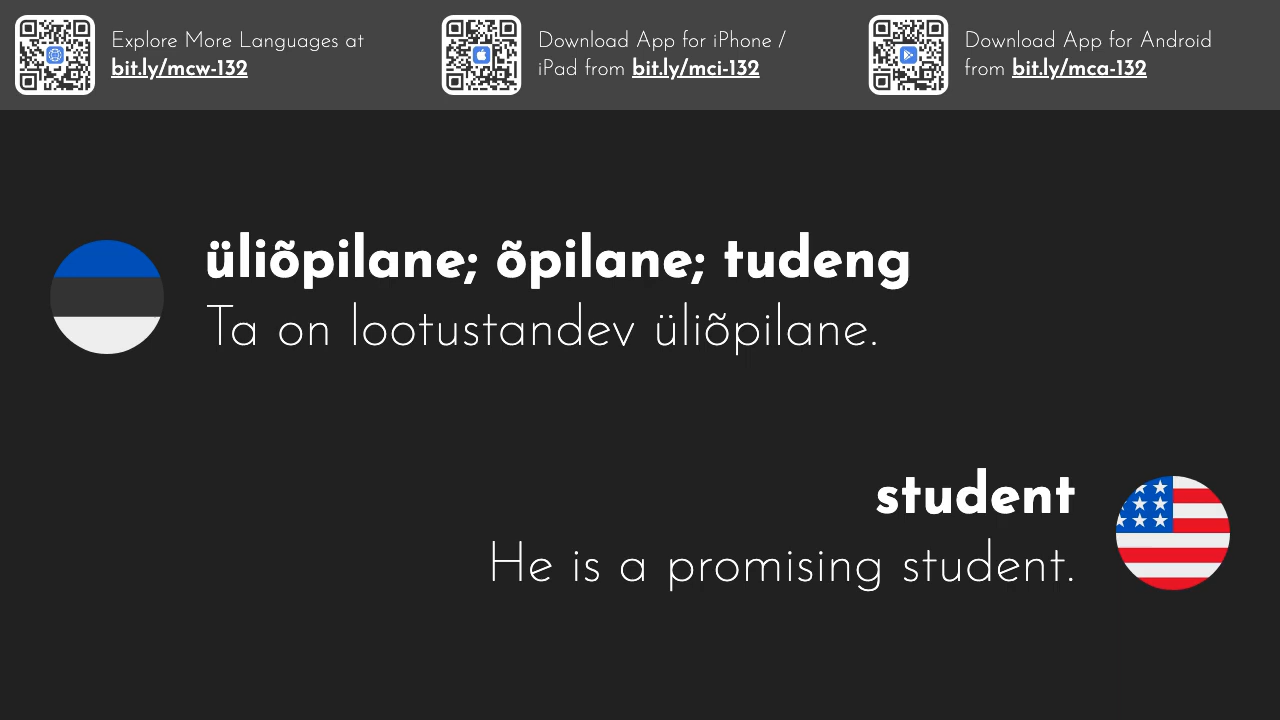 Explore More Languages at
bit.ly/mcw-132
Download App for iPhone /
iPad from bit.ly/mci-132
Download App for Android
from bit.ly/mca-132
üliõpilane; õpilane; tudeng
Ta on lootustandev üliõpilane.
student
He is a promising student.